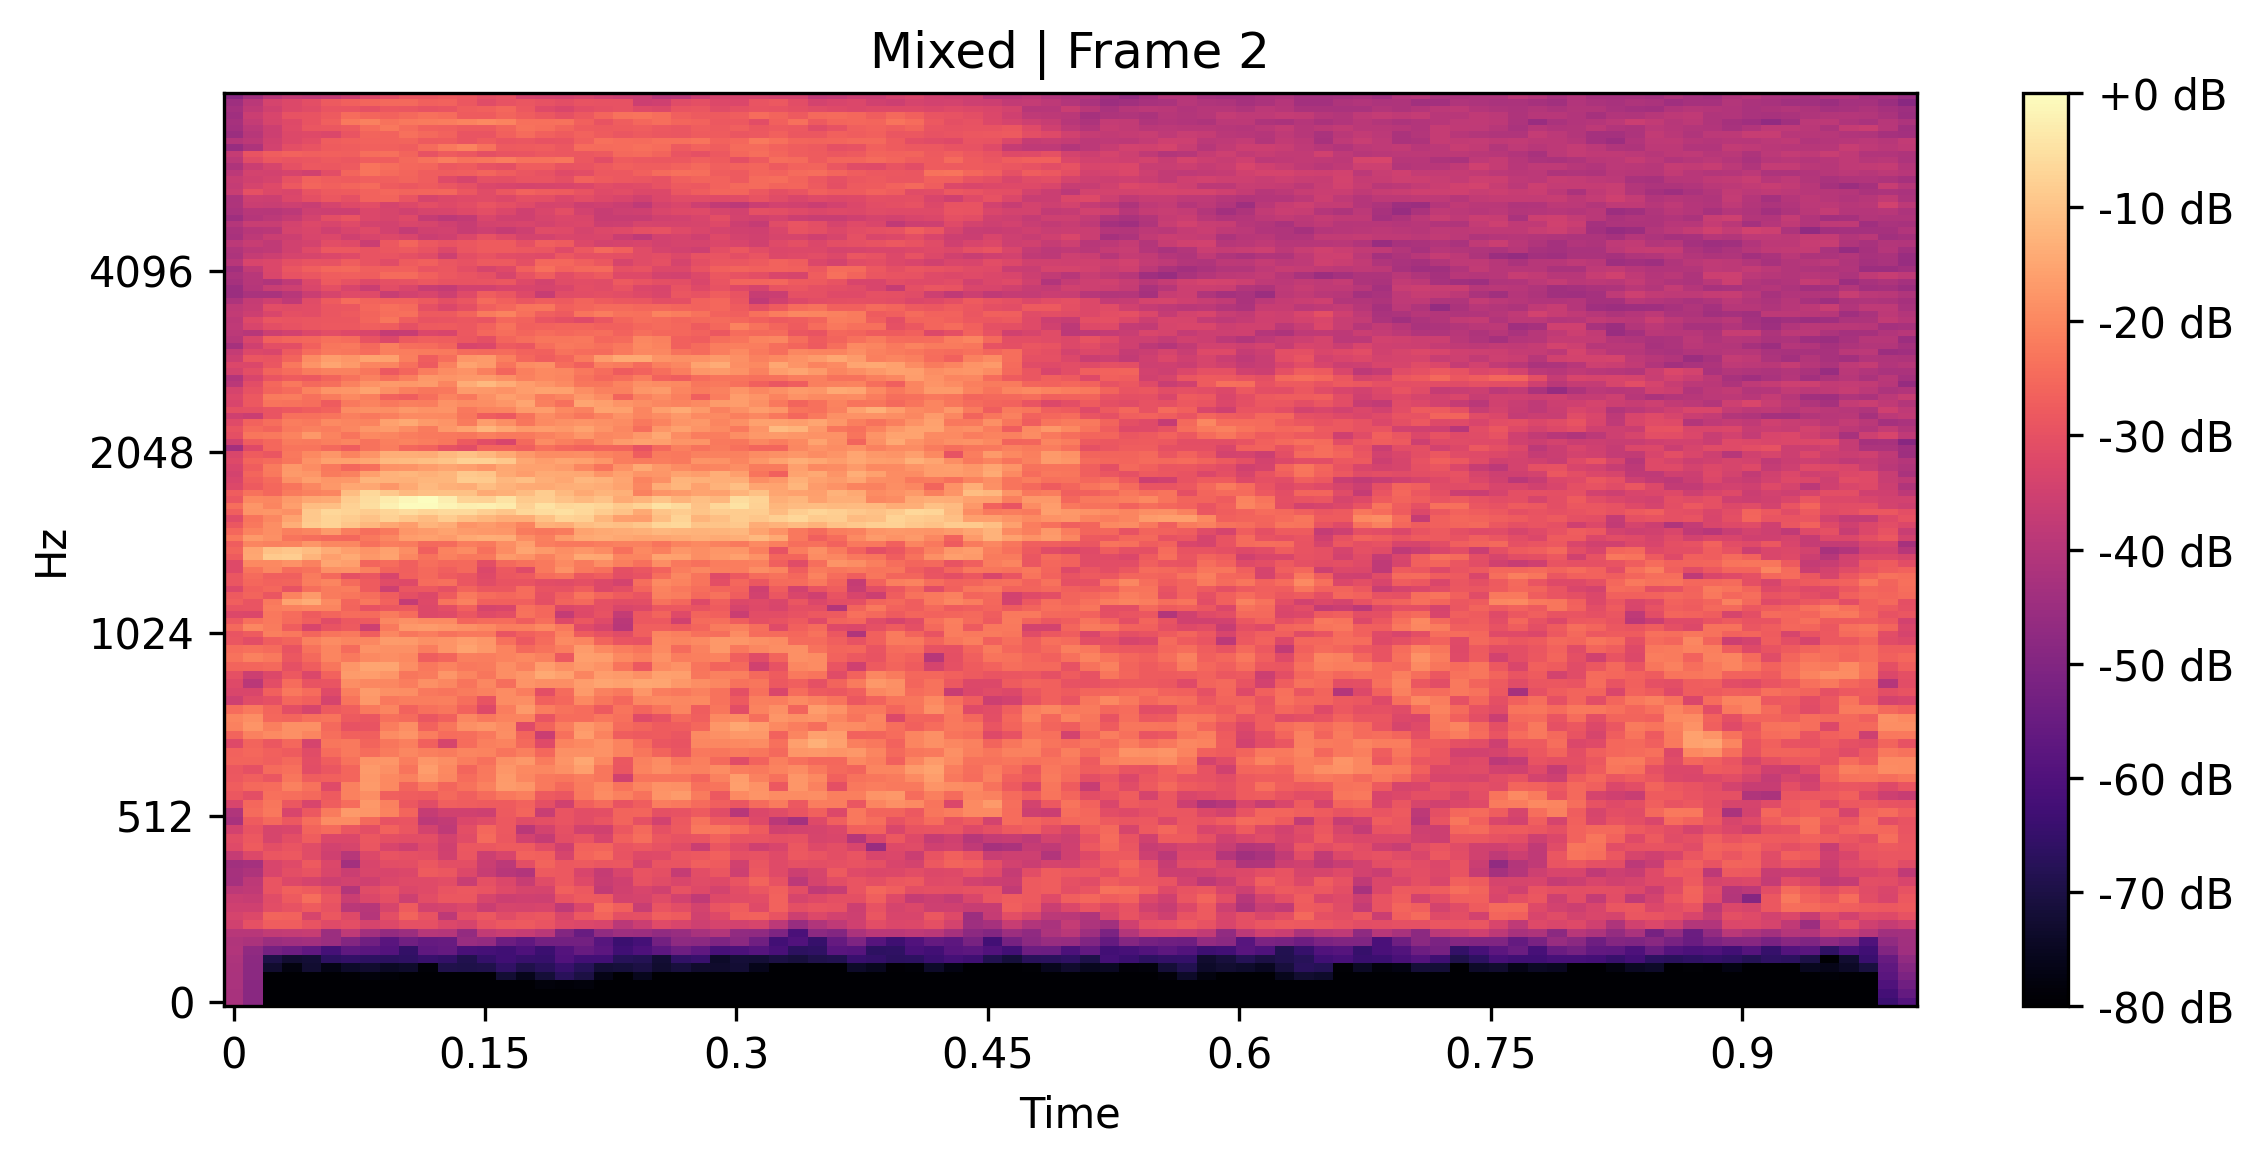 Mixed | Frame 2
+0 dB
-10 dB
-20 dB
-30 dB
-40 dB
-50 dB
-60 dB
-70 dB
-80 dB
Hz
4096
2048
1024
512
0
0 0.15 0.3 0.45 0.6 0.75 0.9
Time